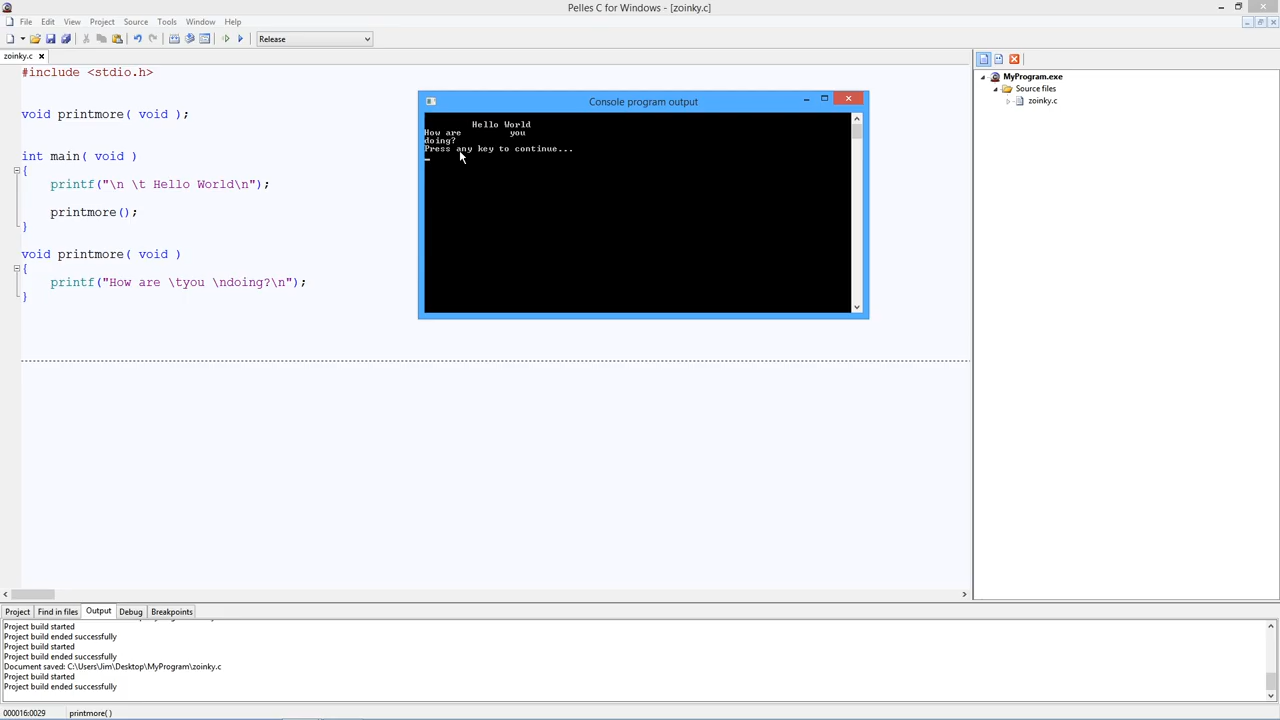 Pelles C for Windows - [zoinky.c]
File Edit View Project Source Tools Window Help
Release
zoinky.c
#include <stdio.h>
void printmore( void );
int main( void )
{
printf("\n \t Hello World\n");
printmore();
}
void printmore( void )
{
printf("How are \tyou \ndoing?\n");
}
Console program output
Hello World
How are you
doing?
Press any key to continue...
MyProgram.exe
Source files
zoinky.c
Project Find in files Output Debug Breakpoints
Project build started
Project build ended successfully
Project build started
Project build ended successfully
Document saved: C:\Users\Jim\Desktop\MyProgram\zoinky.c
Project build started
Project build ended successfully
000016:0029 printmore( )